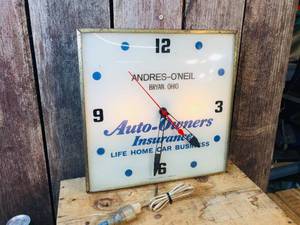 12
ANDRES-O'NEIL
BRYAN, OHIO
9
3
Auto-Owners
Insurance
LIFE HOME CAR BUSINESS
6